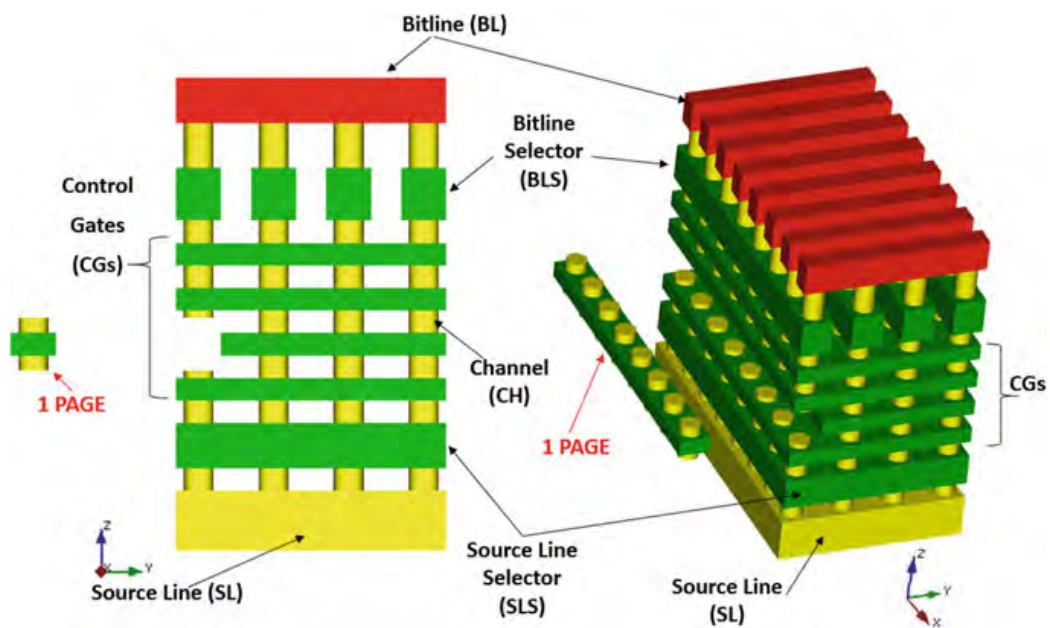 Bitline (BL)
Bitline
Selector
(BLS)
Control
Gates
(CGs)
1 PAGE
Channel
(CH)
1 PAGE
CGs
Z
X
Y
Source Line (SL)
Source Line
Selector
(SLS)
Source Line
(SL)
Z
Y
X